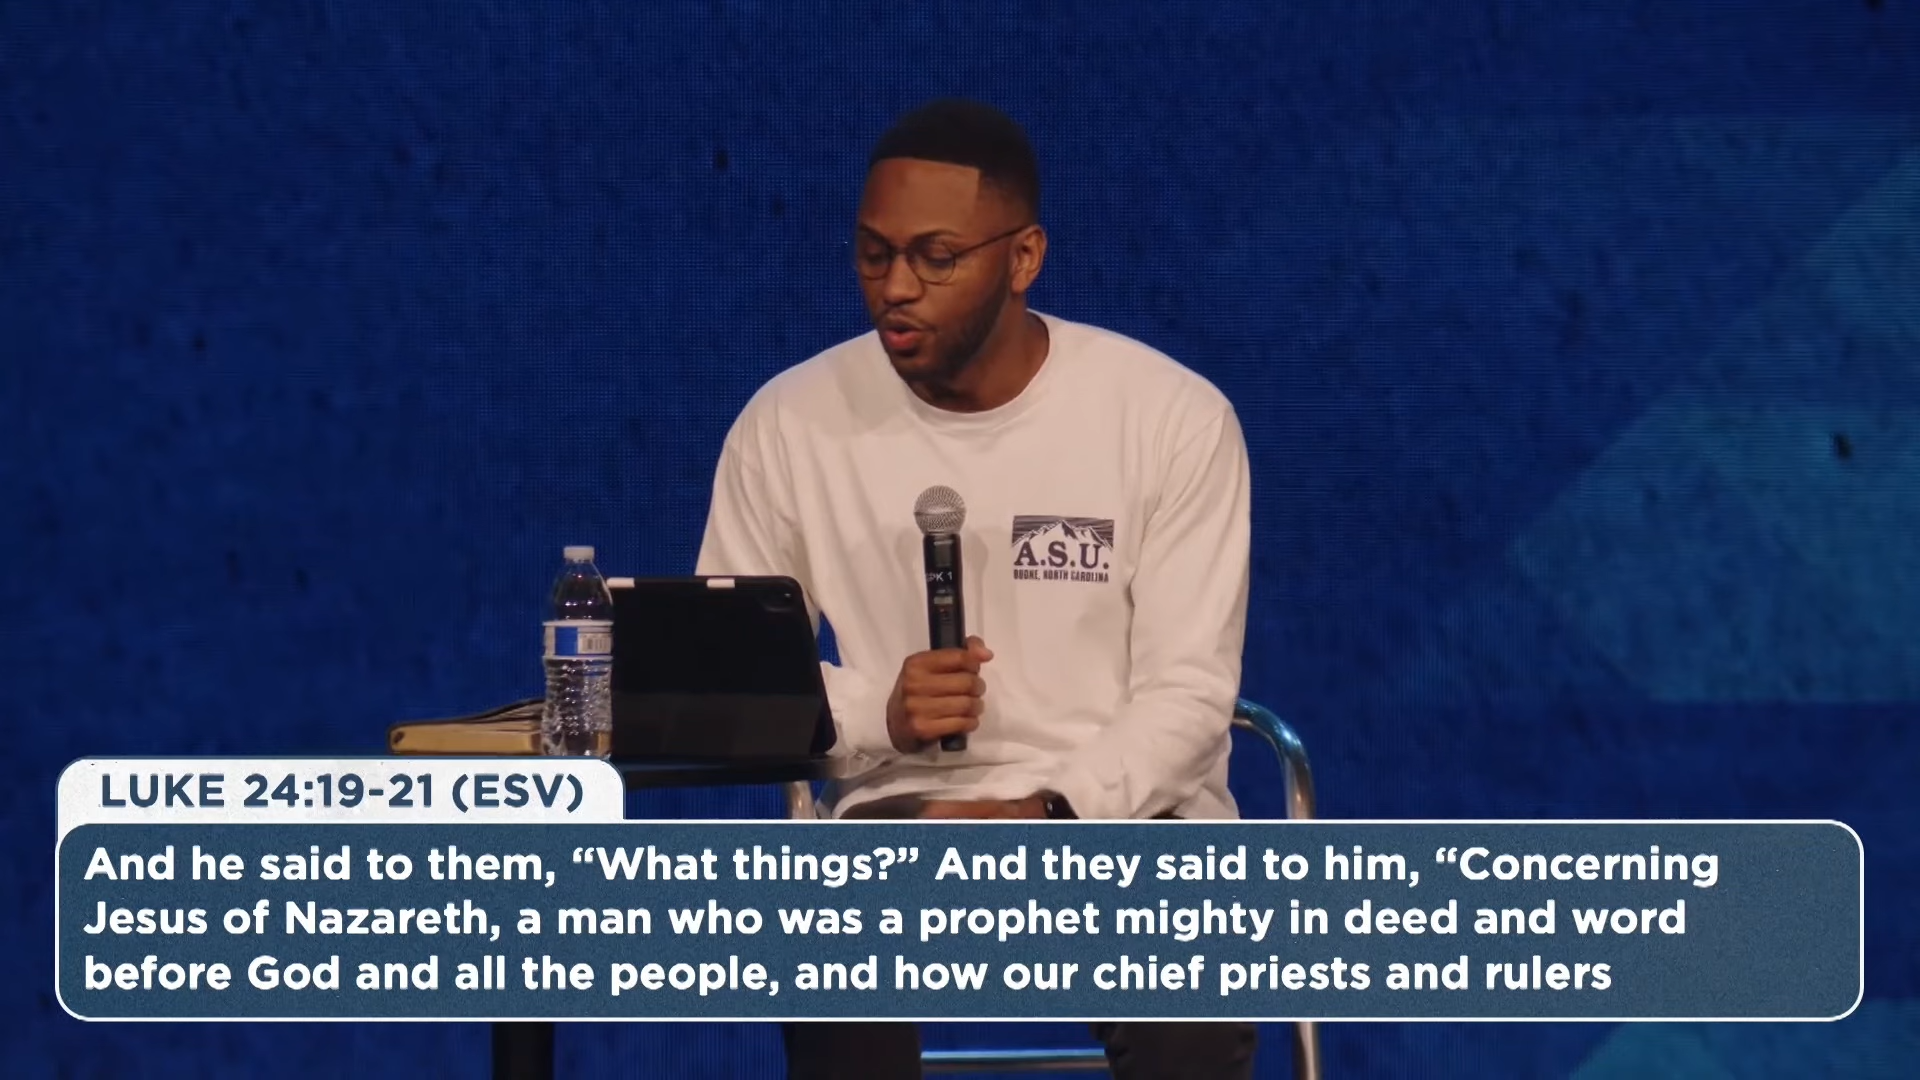 A.S.U.
BOONE, NORTH CAROLINA
SPK 1
LUKE 24:19-21 (ESV)
And he said to them, “What things?” And they said to him, “Concerning
Jesus of Nazareth, a man who was a prophet mighty in deed and word
before God and all the people, and how our chief priests and rulers